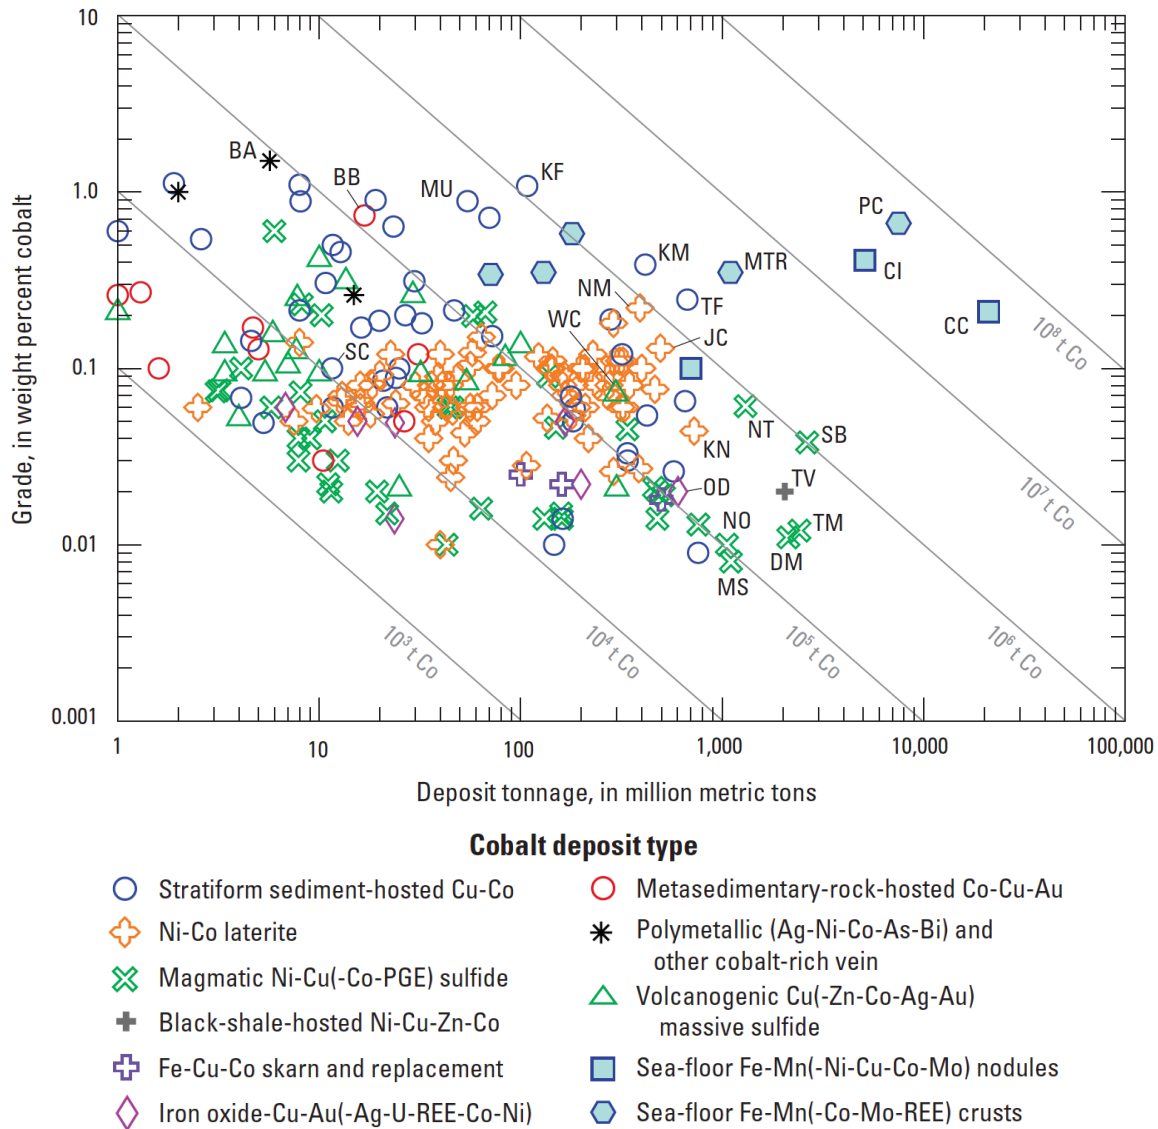 10
1.0
0.1
0.01
0.001
Grade, in weight percent cobalt
BA
BB
MU
KF
KM
MTR
PC
CI
CC
NM
TF
WC
JC
SC
KN
NT
SB
OD
TV
NO
TM
DM
MS
10³ t Co
10⁴ t Co
10⁵ t Co
10⁶ t Co
10⁷ t Co
10⁸ t Co
1
10
100
1,000
10,000
100,000
Deposit tonnage, in million metric tons
Cobalt deposit type
Stratiform sediment-hosted Cu-Co
Ni-Co laterite
Magmatic Ni-Cu(-Co-PGE) sulfide
Black-shale-hosted Ni-Cu-Zn-Co
Fe-Cu-Co skarn and replacement
Iron oxide-Cu-Au(-Ag-U-REE-Co-Ni)
Metasedimentary-rock-hosted Co-Cu-Au
Polymetallic (Ag-Ni-Co-As-Bi) and
other cobalt-rich vein
Volcanogenic Cu(-Zn-Co-Ag-Au)
massive sulfide
Sea-floor Fe-Mn(-Ni-Cu-Co-Mo) nodules
Sea-floor Fe-Mn(-Co-Mo-REE) crusts